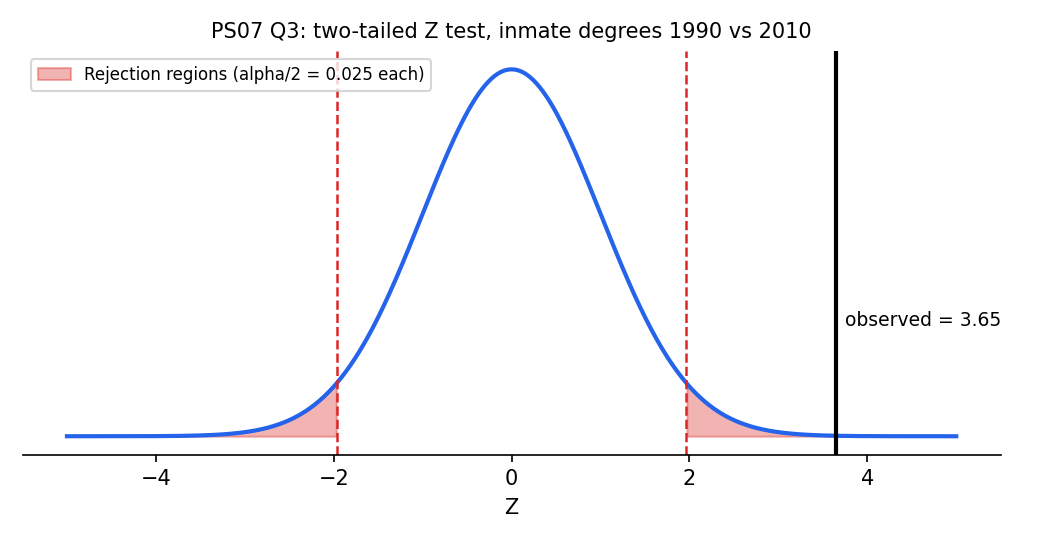 PS07 Q3: two-tailed Z test, inmate degrees 1990 vs 2010
Rejection regions (alpha/2 = 0.025 each)
observed = 3.65
−4
−2
0
2
4
Z